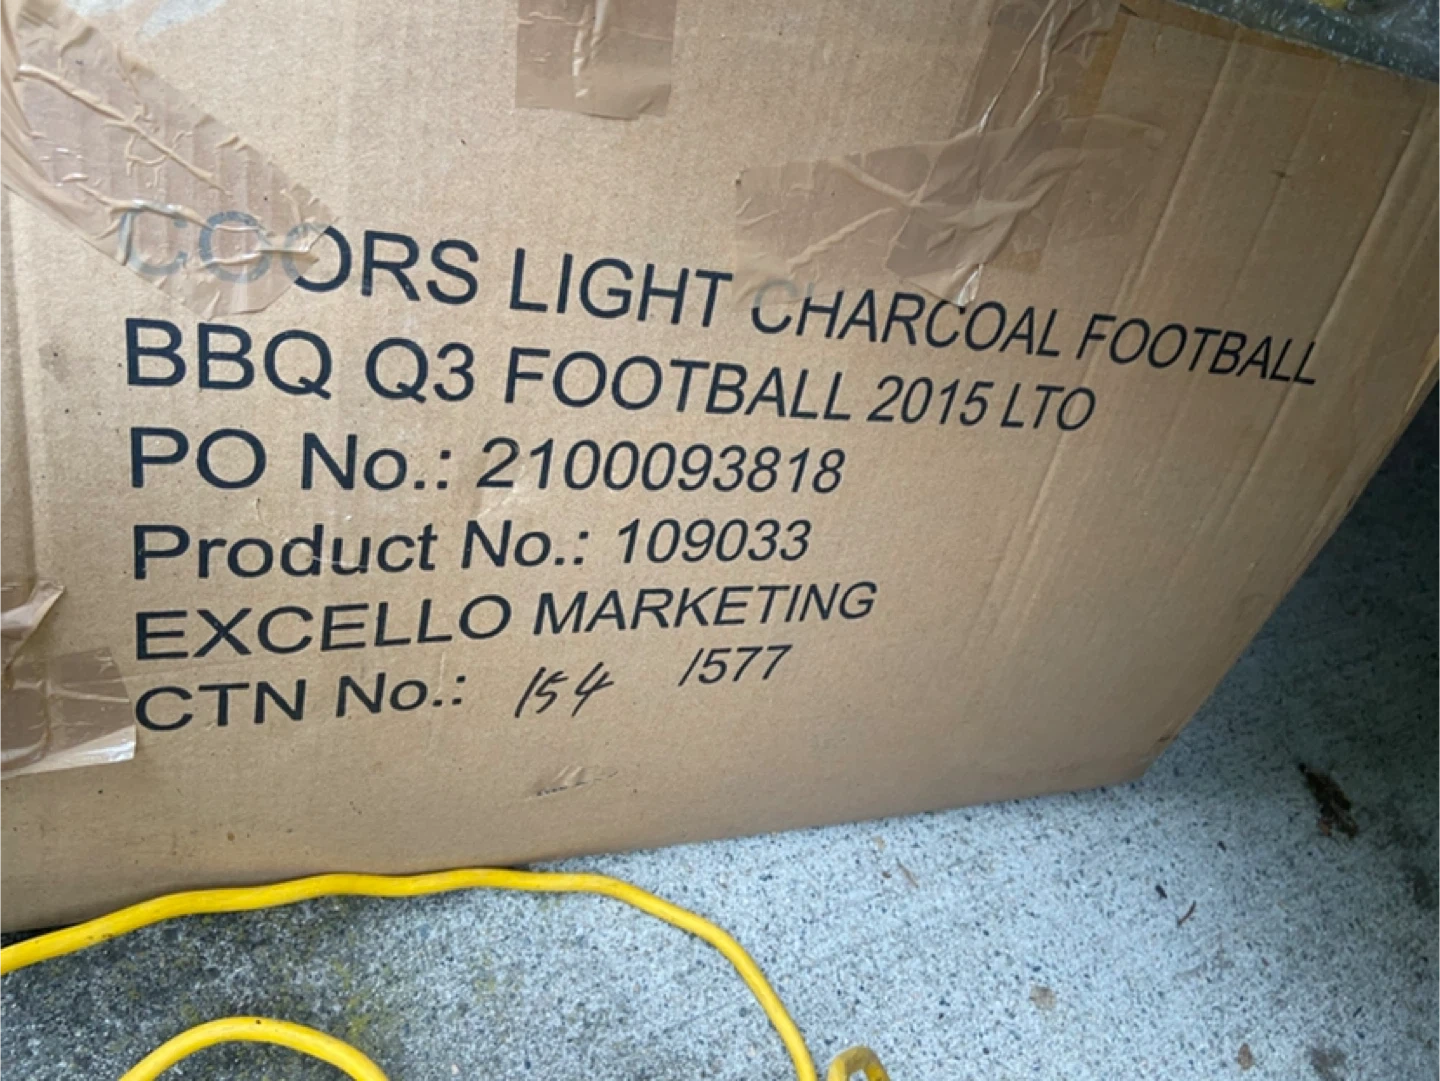 COORS LIGHT CHARCOAL FOOTBALL
BBQ Q3 FOOTBALL 2015 LTO
PO No.: 2100093818
Product No.: 109033
EXCELLO MARKETING
CTN No.: 154 /577